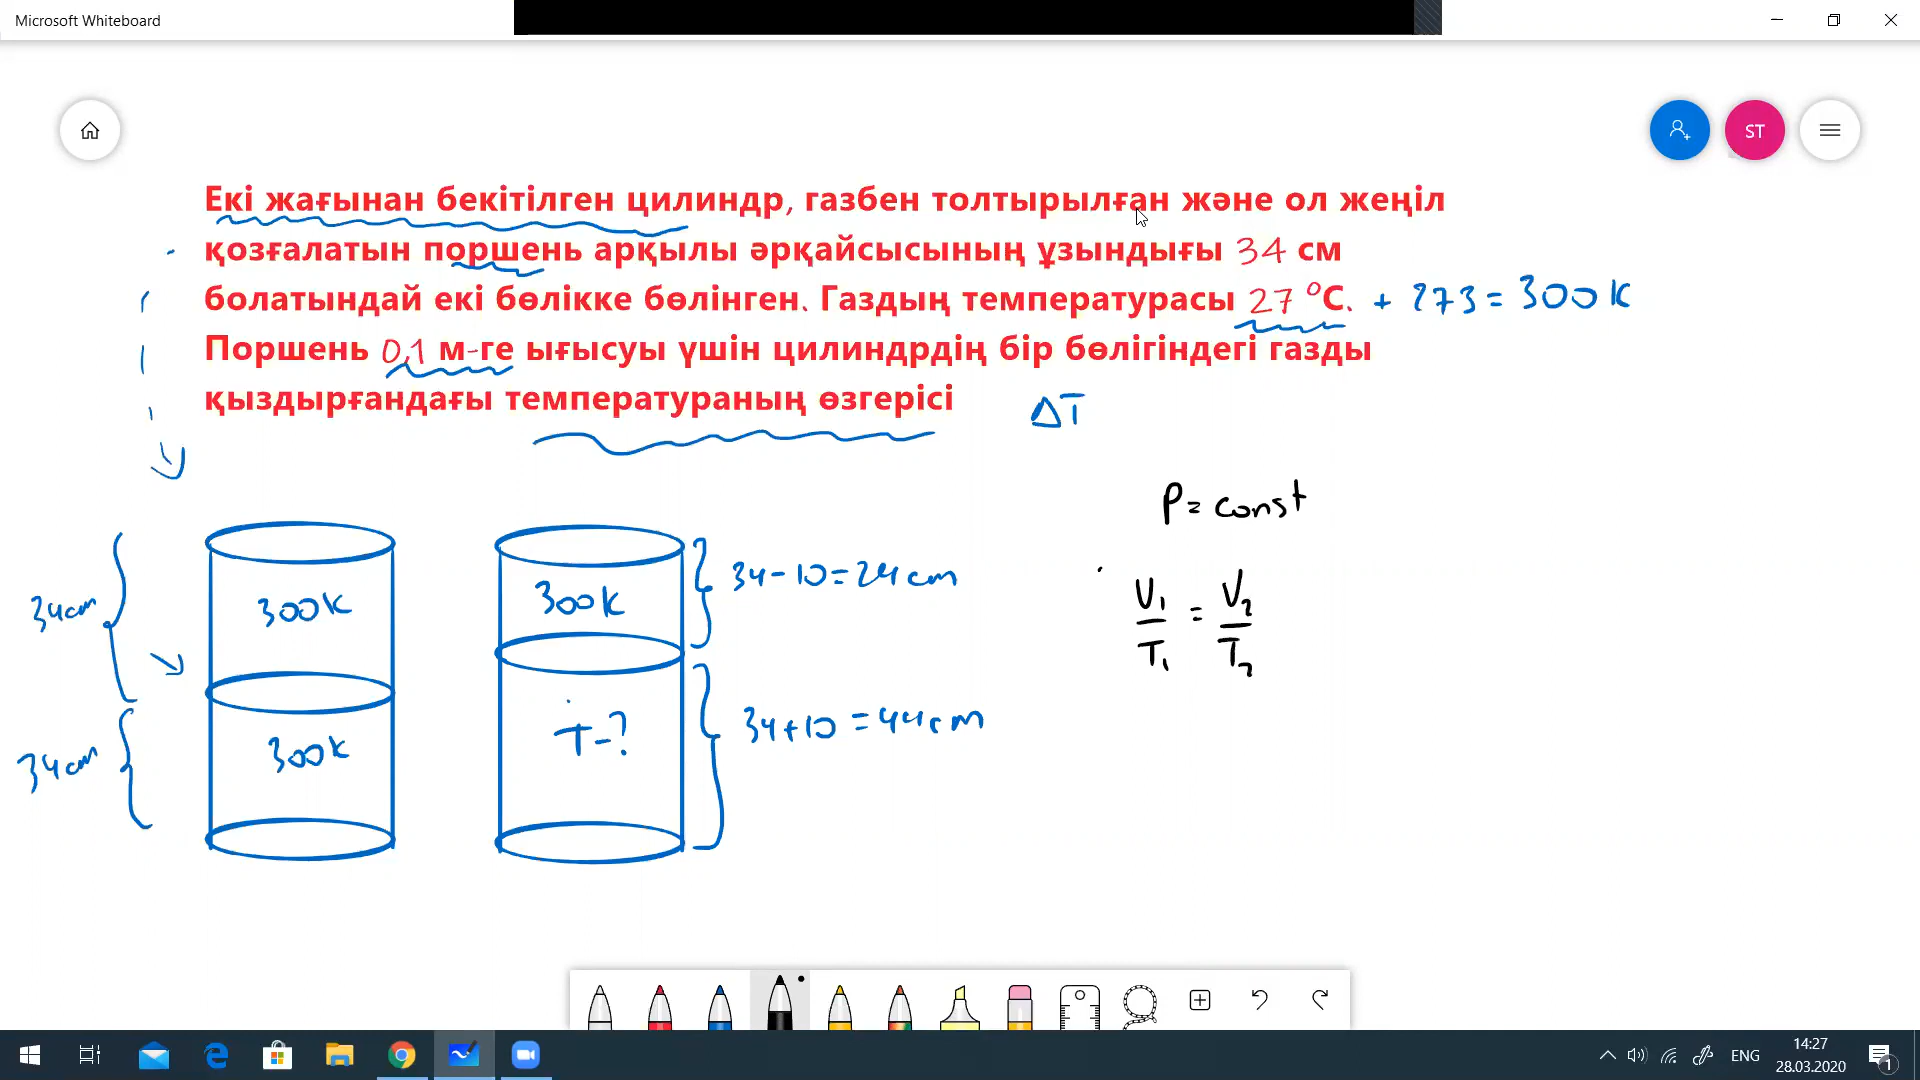 Microsoft Whiteboard
ST
Екі жағынан бекітілген цилиндр, газбен толтырылған және ол жеңіл
қозғалатын поршень арқылы әрқайсысының ұзындығы 34 см
болатындай екі бөлікке бөлінген. Газдың температурасы 27 °С. + 273 = 300 K
Поршень 0,1 м-ге ығысуы үшін цилиндрдің бір бөлігіндегі газды
қыздырғандағы температураның өзгерісі ΔT
P = const
34 - 10 = 24 cm
300K
300K
34cm
V₁/T₁ = V₂/T₂
34 + 10 = 44 cm
T - ?
300K
34cm
ENG
14:27
28.03.2020
1